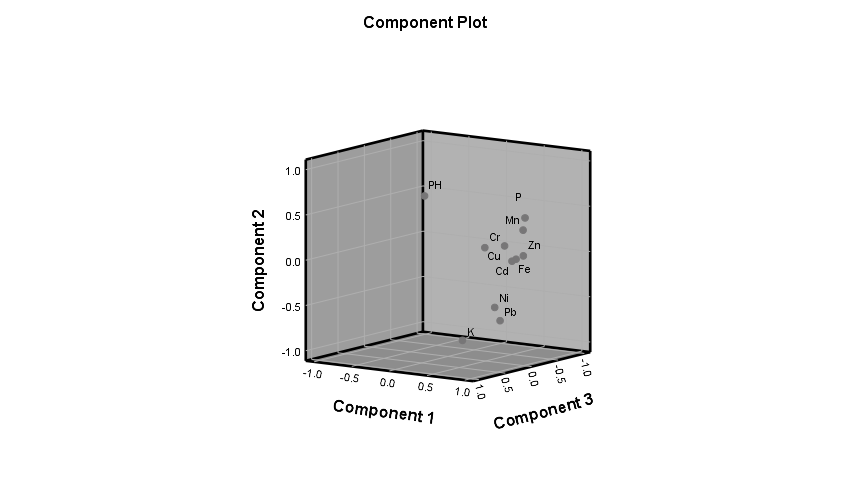 Component Plot
1.0
0.5
0.0
-0.5
-1.0
Component 2
PH
P
Mn
Cr
Zn
Cu
Cd
Fe
Ni
Pb
K
-1.0
-0.5
0.0
0.5
1.0
Component 1
1.0
0.5
0.0
-0.5
-1.0
Component 3